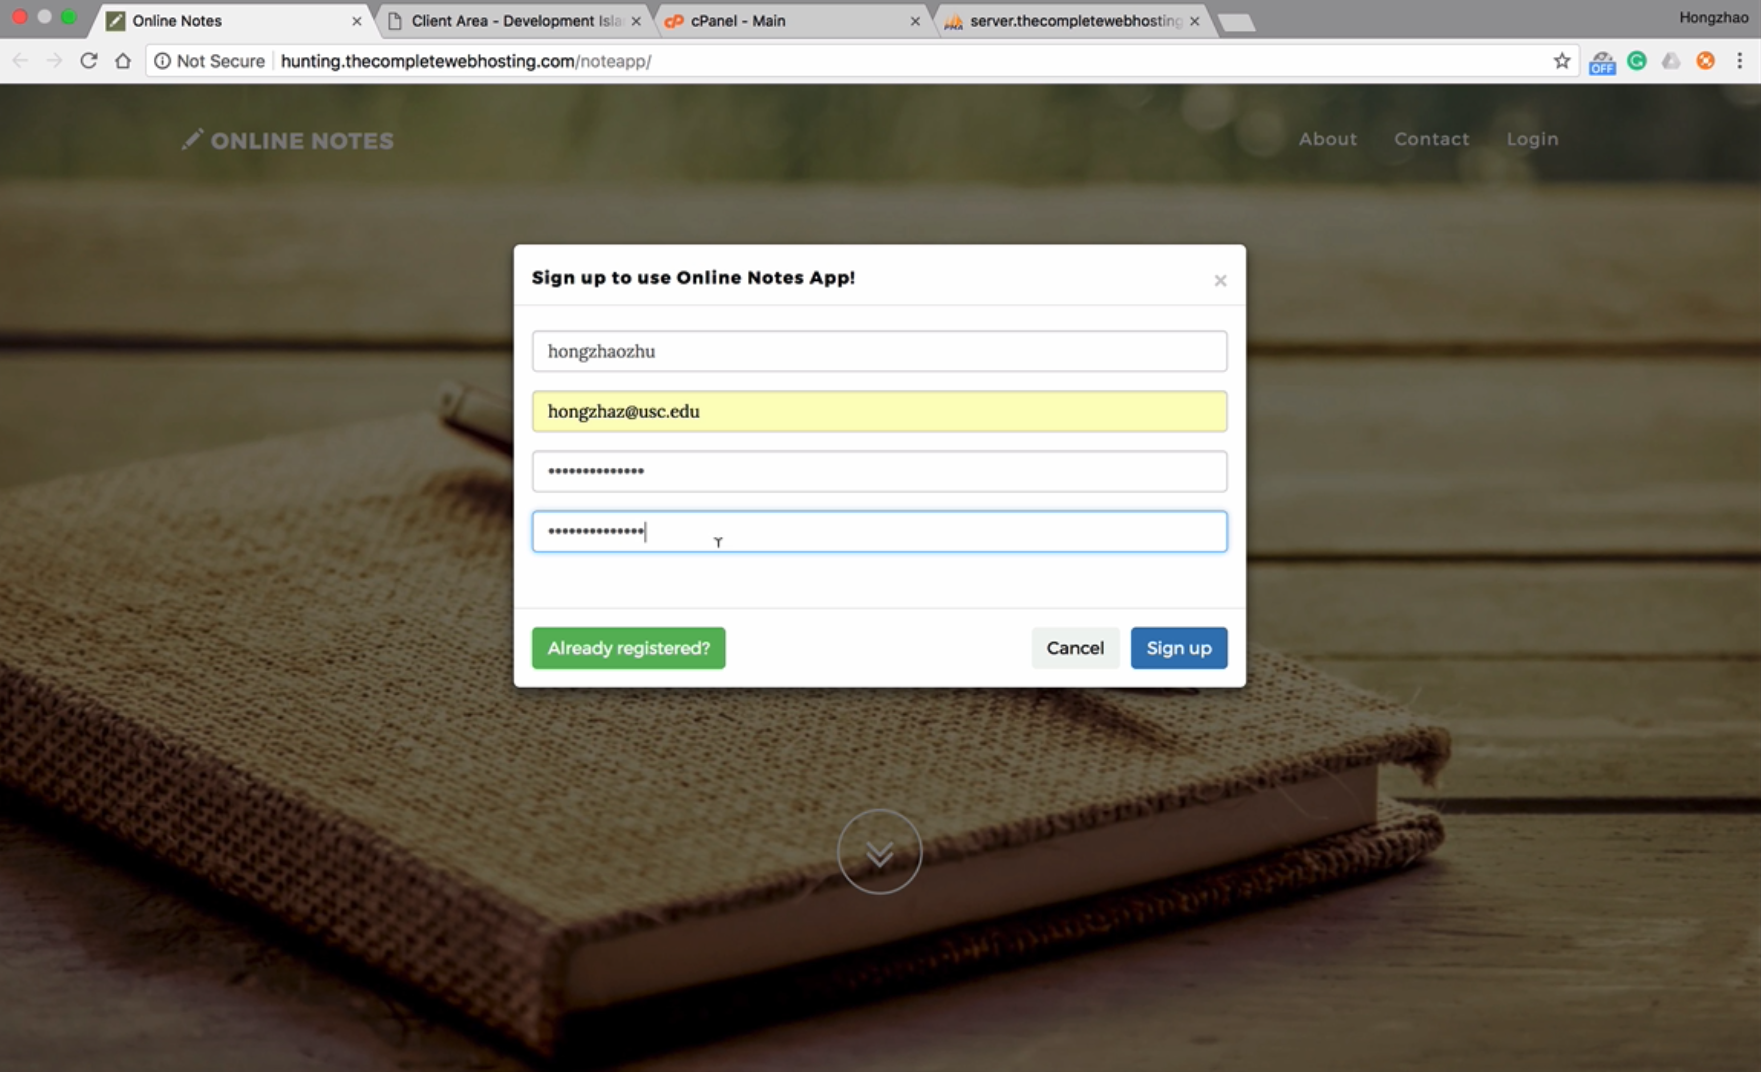 Online Notes
Client Area - Development Isla
cPanel - Main
server.thecompletewebhosting
Hongzhao
Not Secure
hunting.thecompletewebhosting.com/noteapp/
OFF
ONLINE NOTES
About
Contact
Login
Sign up to use Online Notes App!
hongzhaozhu
hongzhaz@usc.edu
••••••••••••••
••••••••••••••
Already registered?
Cancel
Sign up